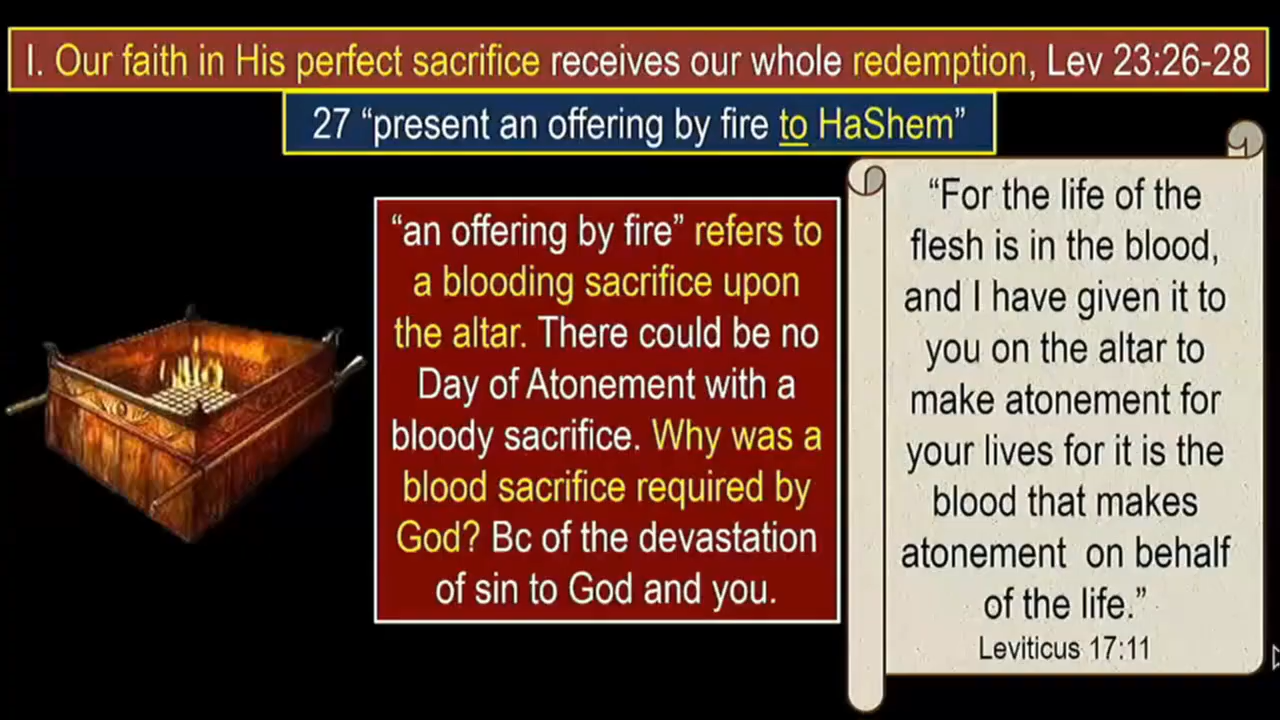 I. Our faith in His perfect sacrifice receives our whole redemption, Lev 23:26-28
27 “present an offering by fire to HaShem”
“an offering by fire” refers to
a blooding sacrifice upon
the altar. There could be no
Day of Atonement with a
bloody sacrifice. Why was a
blood sacrifice required by
God? Bc of the devastation
of sin to God and you.
“For the life of the
flesh is in the blood,
and I have given it to
you on the altar to
make atonement for
your lives for it is the
blood that makes
atonement on behalf
of the life.”
Leviticus 17:11